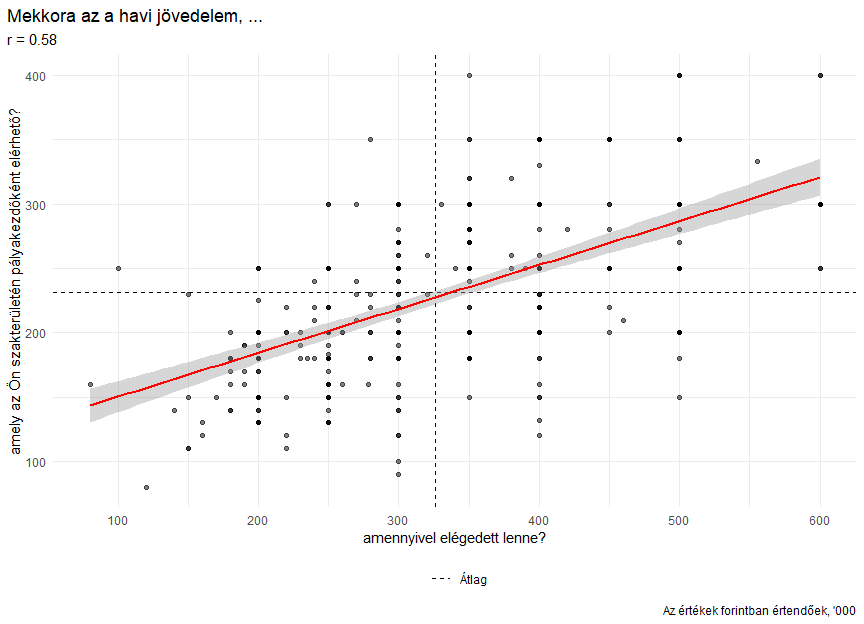 Mekkora az a havi jövedelem, ...
r = 0.58
amely az Ön szakterületén pályakezdőként elérhető?
400
300
200
100
100
200
300
400
500
600
amennyivel elégedett lenne?
Átlag
Az értékek forintban értendőek, '000